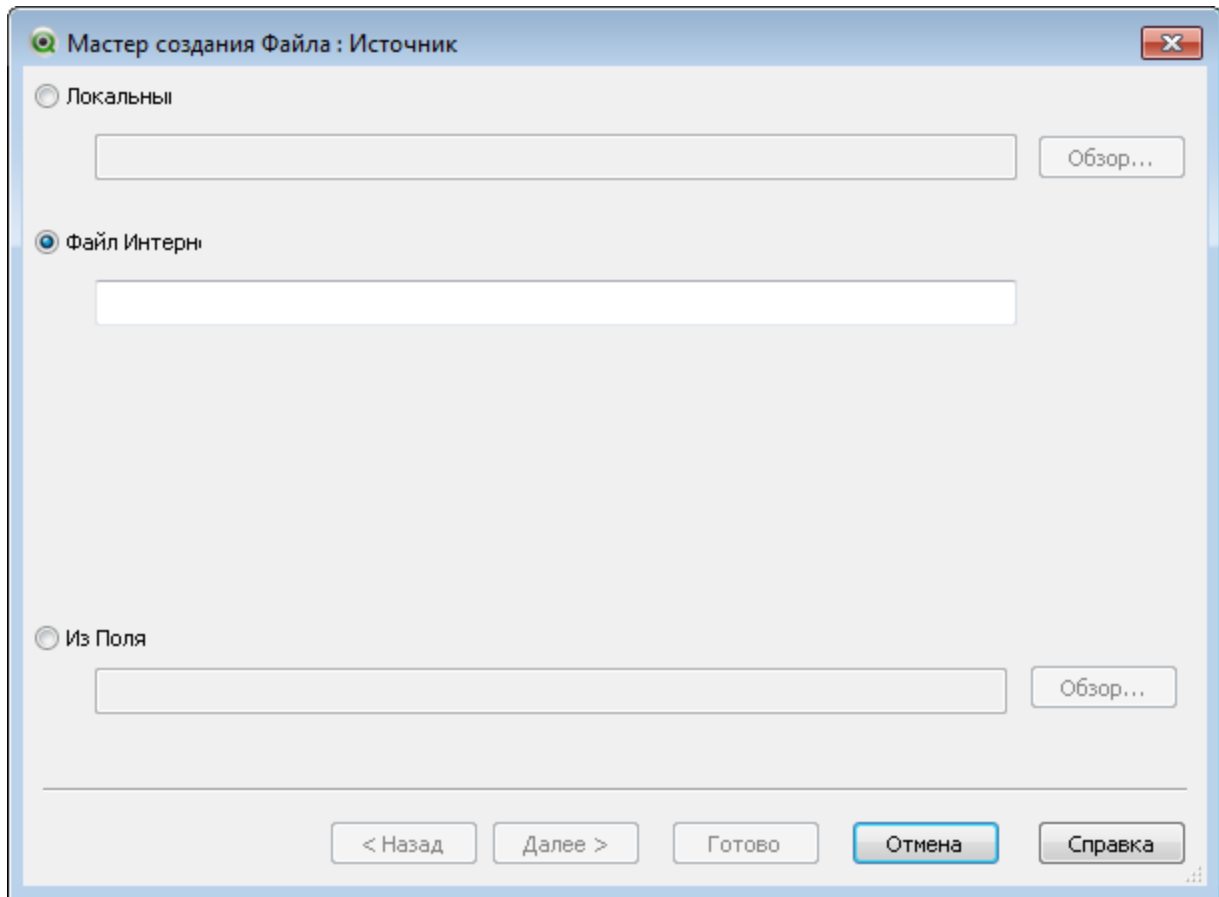 Мастер создания Файла : Источник
Локальны
Обзор...
Файл Интерн
Из Поля
Обзор...
< Назад Далее > Готово Отмена Справка